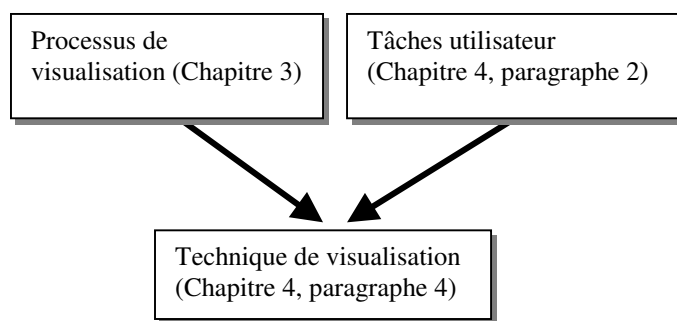 Processus de
visualisation (Chapitre 3)
Tâches utilisateur
(Chapitre 4, paragraphe 2)
Technique de visualisation
(Chapitre 4, paragraphe 4)